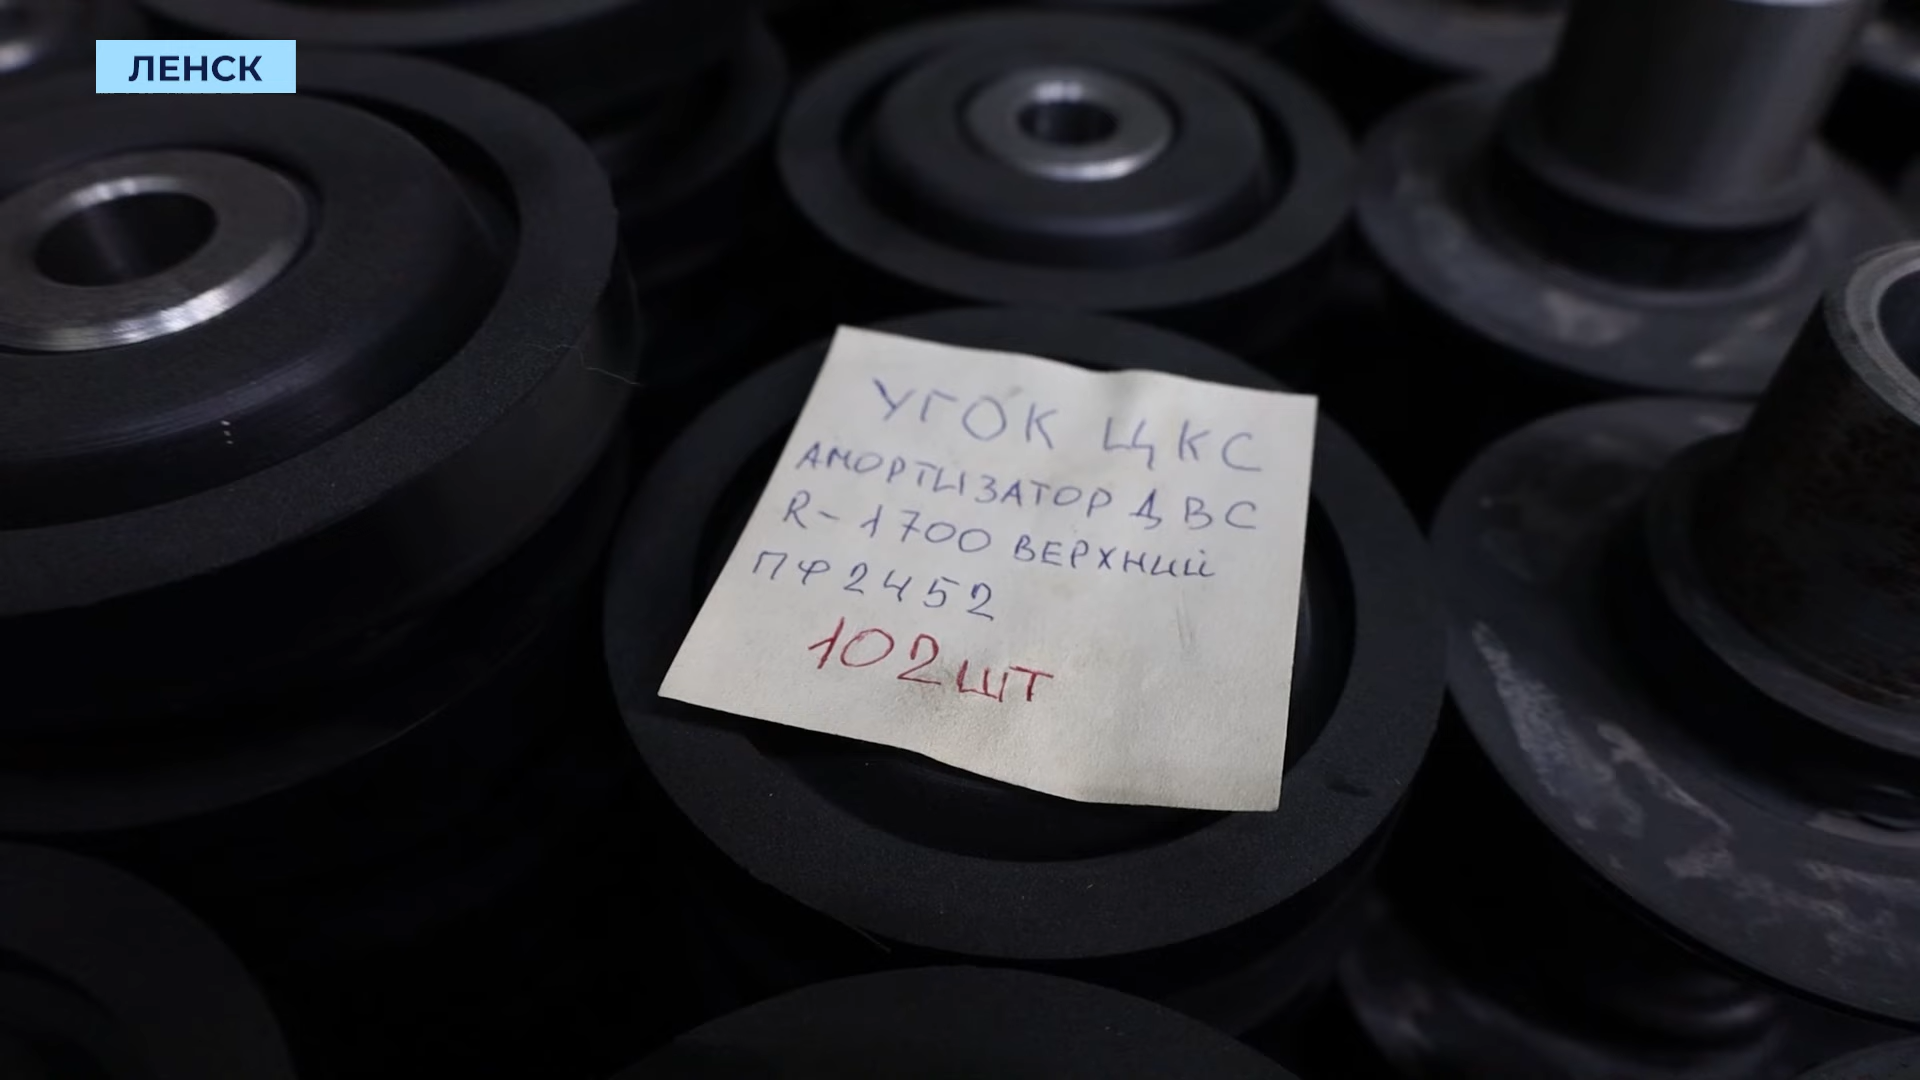 ЛЕНСК
УГОК ЦКС
АМОРТИЗАТОР ДВС
R-1700 ВЕРХНИЙ
ПФ2452
102шт